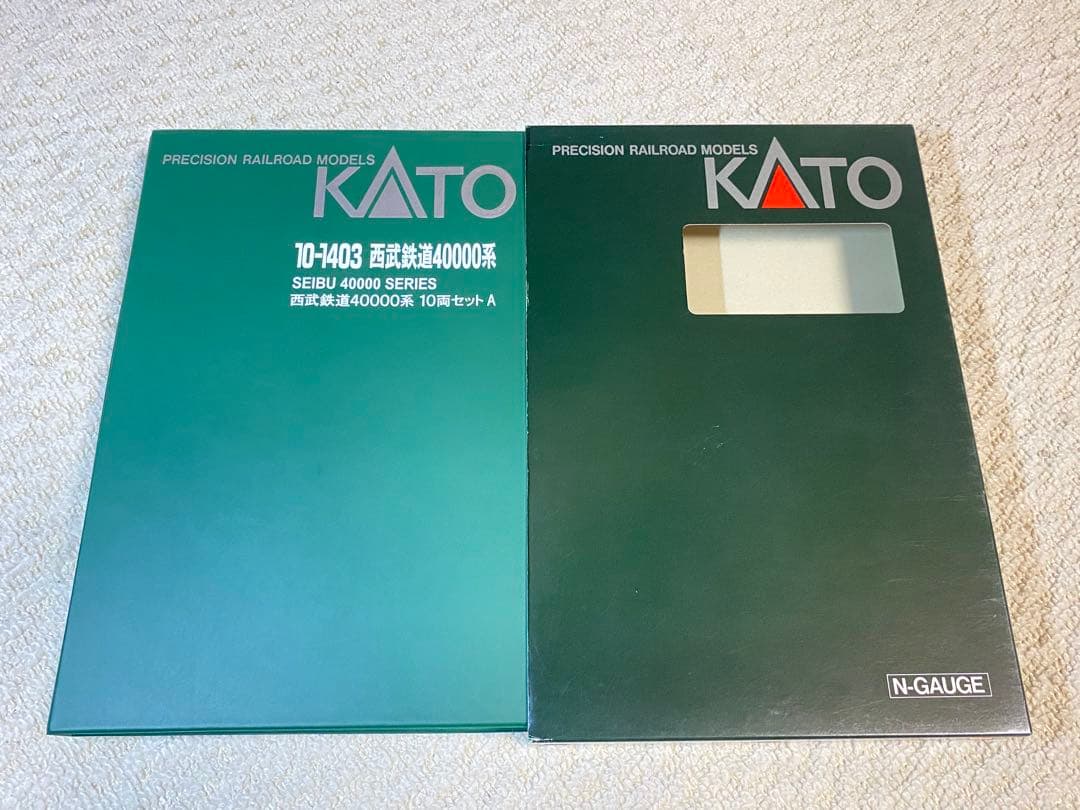 PRECISION RAILROAD MODELS
KATO
10-1403 西武鉄道40000系
SEIBU 40000 SERIES
西武鉄道40000系 10両セット A
PRECISION RAILROAD MODELS
KATO
N-GAUGE